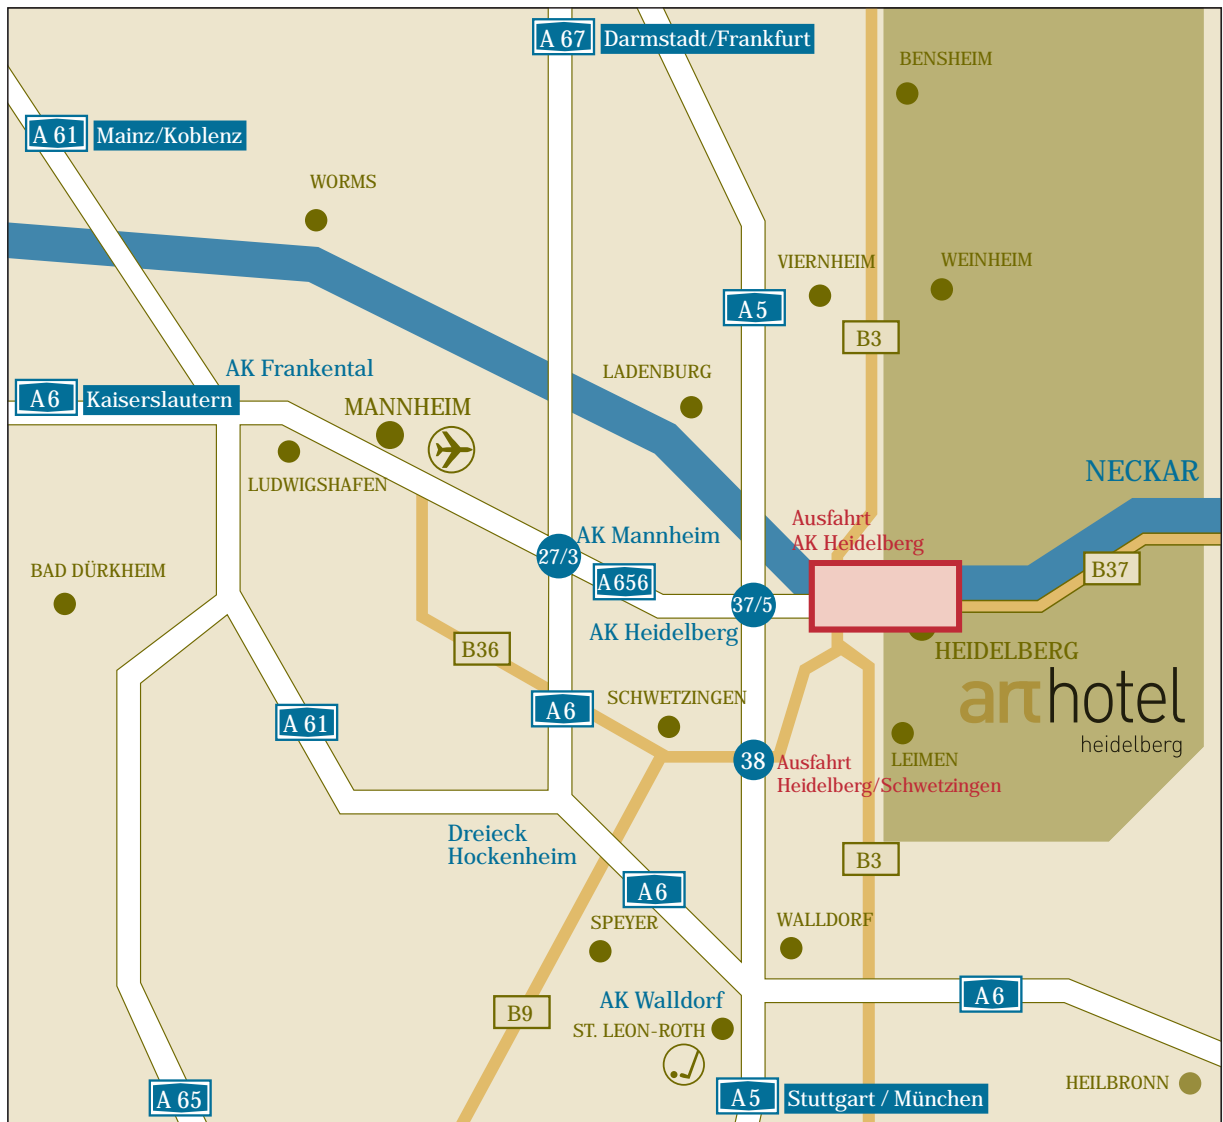 A 67
Darmstadt/Frankfurt
BENSHEIM
A 61
Mainz/Koblenz
WORMS
VIERNHEIM
WEINHEIM
A 5
B3
AK Frankental
LADENBURG
A 6
Kaiserslautern
MANNHEIM
LUDWIGSHAFEN
NECKAR
Ausfahrt
AK Heidelberg
AK Mannheim
27/3
BAD DÜRKHEIM
A 656
B37
37/5
AK Heidelberg
B36
HEIDELBERG
SCHWETZINGEN
A 6
A 61
arthotel
heidelberg
38
Ausfahrt
Heidelberg/Schwetzingen
LEIMEN
Dreieck
Hockenheim
B3
A 6
SPEYER
WALLDORF
AK Walldorf
A 6
B9
ST. LEON-ROTH
HEILBRONN
A 65
A 5
Stuttgart / München